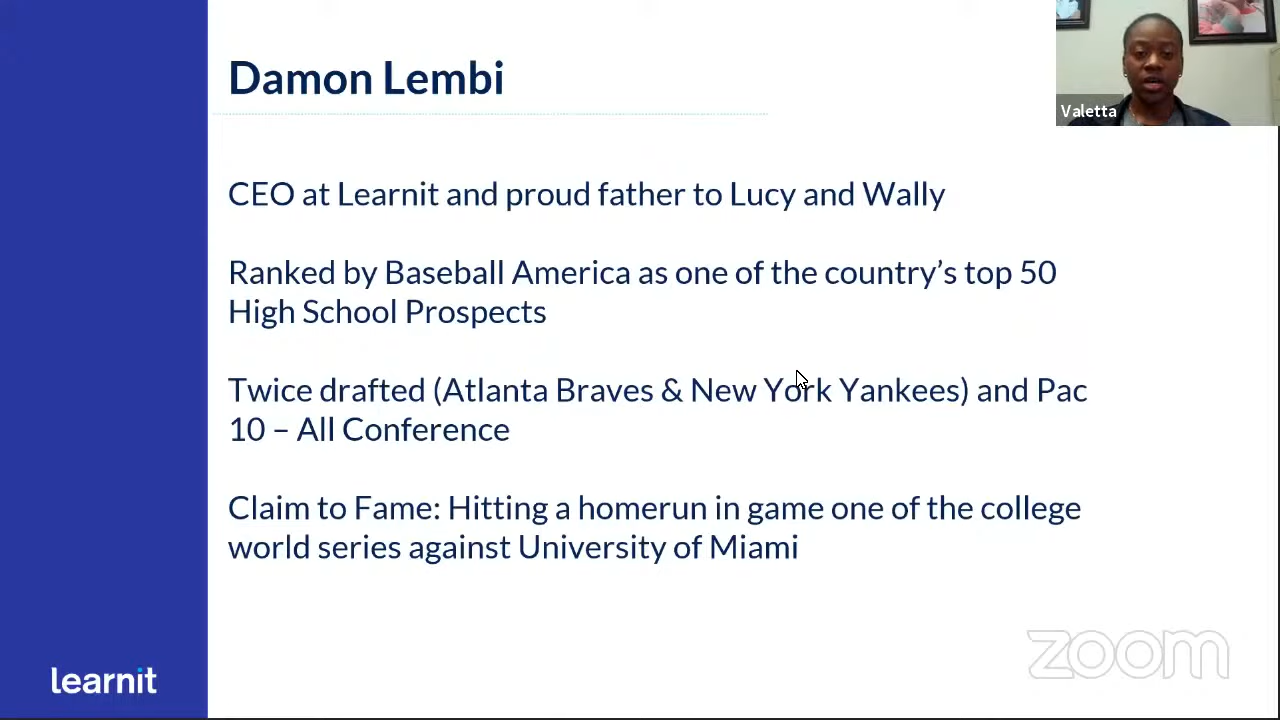 Damon Lembi
Valetta
CEO at Learnit and proud father to Lucy and Wally
Ranked by Baseball America as one of the country’s top 50
High School Prospects
Twice drafted (Atlanta Braves & New York Yankees) and Pac
10 – All Conference
Claim to Fame: Hitting a homerun in game one of the college
world series against University of Miami
zoom
learnit